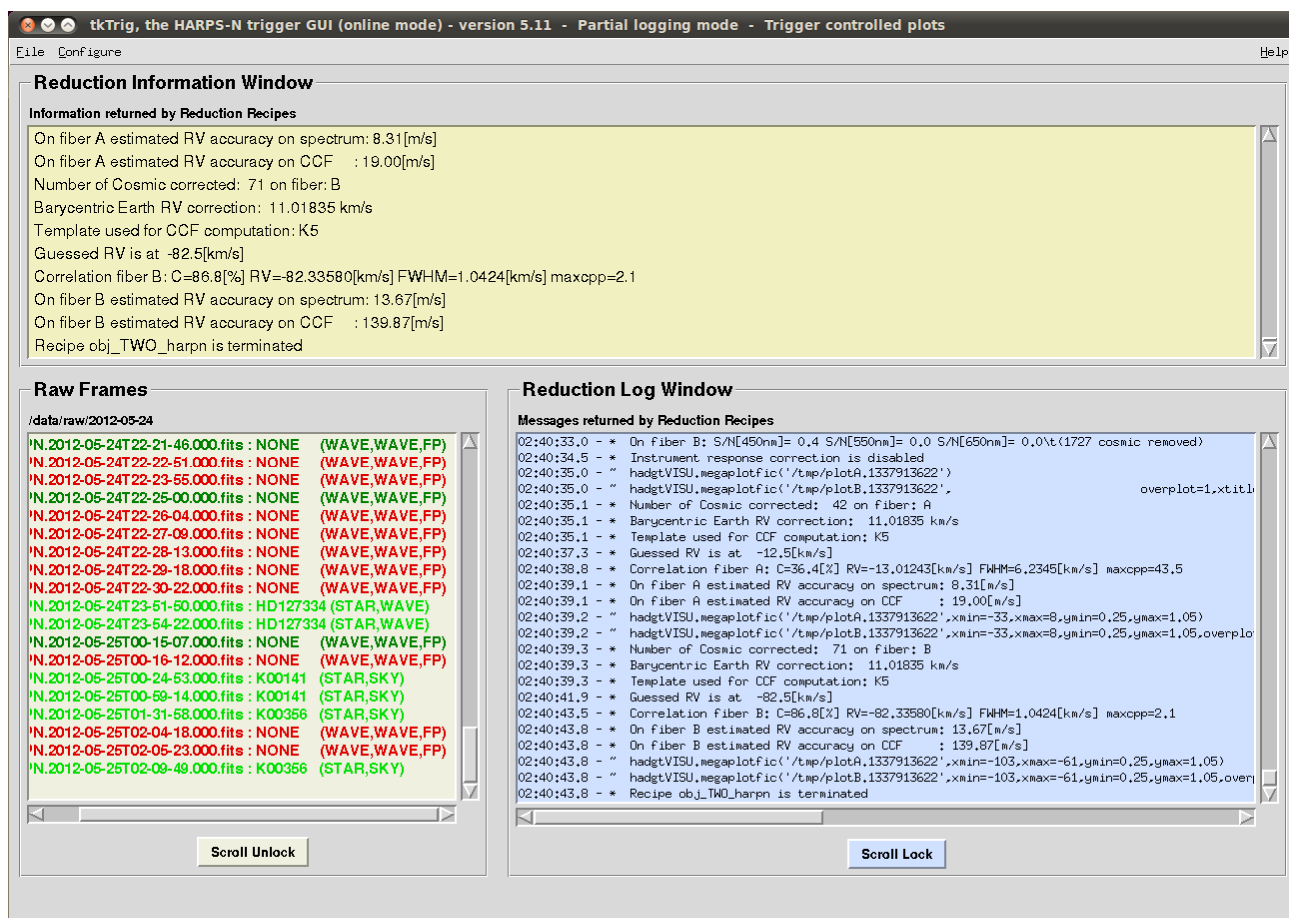 tkTrig, the HARPS-N trigger GUI (online mode) - version 5.11 - Partial logging mode - Trigger controlled plots
File Configure Help
Reduction Information Window
Information returned by Reduction Recipes
On fiber A estimated RV accuracy on spectrum: 8.31[m/s]
On fiber A estimated RV accuracy on CCF : 19.00[m/s]
Number of Cosmic corrected: 71 on fiber: B
Barycentric Earth RV correction: 11.01835 km/s
Template used for CCF computation: K5
Guessed RV is at -82.5[km/s]
Correlation fiber B: C=86.8[%] RV=-82.33580[km/s] FWHM=1.0424[km/s] maxcpp=2.1
On fiber B estimated RV accuracy on spectrum: 13.67[m/s]
On fiber B estimated RV accuracy on CCF : 139.87[m/s]
Recipe obj_TWO_harpn is terminated
Raw Frames
/data/raw/2012-05-24
'N.2012-05-24T22-21-46.000.fits : NONE (WAVE,WAVE,FP)
'N.2012-05-24T22-22-51.000.fits : NONE (WAVE,WAVE,FP)
'N.2012-05-24T22-23-55.000.fits : NONE (WAVE,WAVE,FP)
'N.2012-05-24T22-25-00.000.fits : NONE (WAVE,WAVE,FP)
'N.2012-05-24T22-26-04.000.fits : NONE (WAVE,WAVE,FP)
'N.2012-05-24T22-27-09.000.fits : NONE (WAVE,WAVE,FP)
'N.2012-05-24T22-28-13.000.fits : NONE (WAVE,WAVE,FP)
'N.2012-05-24T22-29-18.000.fits : NONE (WAVE,WAVE,FP)
'N.2012-05-24T22-30-22.000.fits : NONE (WAVE,WAVE,FP)
'N.2012-05-24T23-51-50.000.fits : HD127334 (STAR,WAVE)
'N.2012-05-24T23-54-22.000.fits : HD127334 (STAR,WAVE)
'N.2012-05-25T00-15-07.000.fits : NONE (WAVE,WAVE,FP)
'N.2012-05-25T00-16-12.000.fits : NONE (WAVE,WAVE,FP)
'N.2012-05-25T00-24-53.000.fits : K00141 (STAR,SKY)
'N.2012-05-25T00-59-14.000.fits : K00141 (STAR,SKY)
'N.2012-05-25T01-31-58.000.fits : K00356 (STAR,SKY)
'N.2012-05-25T02-04-18.000.fits : NONE (WAVE,WAVE,FP)
'N.2012-05-25T02-05-23.000.fits : NONE (WAVE,WAVE,FP)
'N.2012-05-25T02-09-49.000.fits : K00356 (STAR,SKY)
Scroll Unlock
Reduction Log Window
Messages returned by Reduction Recipes
02:40:33.0 - * On fiber B: S/N[450nm]= 0.4 S/N[550nm]= 0.0 S/N[650nm]= 0.0\t(1727 cosmic removed)
02:40:34.5 - * Instrument response correction is disabled
02:40:35.0 - ~ hadgtVISU.megaplotfic('/tmp/plotA.1337913622')
02:40:35.0 - ~ hadgtVISU.megaplotfic('/tmp/plotB.1337913622', overplot=1,xtitl
02:40:35.1 - * Number of Cosmic corrected: 42 on fiber: A
02:40:35.1 - * Barycentric Earth RV correction: 11.01835 km/s
02:40:35.1 - * Template used for CCF computation: K5
02:40:37.3 - * Guessed RV is at -12.5[km/s]
02:40:38.8 - * Correlation fiber A: C=36.4[%] RV=-13.01243[km/s] FWHM=6.2345[km/s] maxcpp=43.5
02:40:39.1 - * On fiber A estimated RV accuracy on spectrum: 8.31[m/s]
02:40:39.1 - * On fiber A estimated RV accuracy on CCF : 19.00[m/s]
02:40:39.2 - ~ hadgtVISU.megaplotfic('/tmp/plotA.1337913622',xmin=-33,xmax=8,ymin=0.25,ymax=1.05)
02:40:39.2 - ~ hadgtVISU.megaplotfic('/tmp/plotB.1337913622',xmin=-33,xmax=8,ymin=0.25,ymax=1.05,overplo
02:40:39.3 - * Number of Cosmic corrected: 71 on fiber: B
02:40:39.3 - * Barycentric Earth RV correction: 11.01835 km/s
02:40:39.3 - * Template used for CCF computation: K5
02:40:41.9 - * Guessed RV is at -82.5[km/s]
02:40:43.5 - * Correlation fiber B: C=86.8[%] RV=-82.33580[km/s] FWHM=1.0424[km/s] maxcpp=2.1
02:40:43.8 - * On fiber B estimated RV accuracy on spectrum: 13.67[m/s]
02:40:43.8 - * On fiber B estimated RV accuracy on CCF : 139.87[m/s]
02:40:43.8 - ~ hadgtVISU.megaplotfic('/tmp/plotA.1337913622',xmin=-103,xmax=-61,ymin=0.25,ymax=1.05)
02:40:43.8 - ~ hadgtVISU.megaplotfic('/tmp/plotB.1337913622',xmin=-103,xmax=-61,ymin=0.25,ymax=1.05,over
02:40:43.8 - * Recipe obj_TWO_harpn is terminated
Scroll Lock